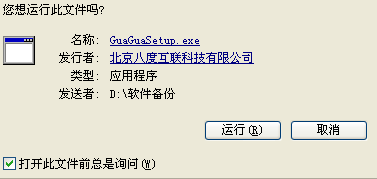 您想运行此文件吗?
名称: GuaGuaSetup.exe
发行者: 北京八度互联科技有限公司
类型: 应用程序
发送者: D:\软件备份
运行(R) 取消
打开此文件前总是询问(W)